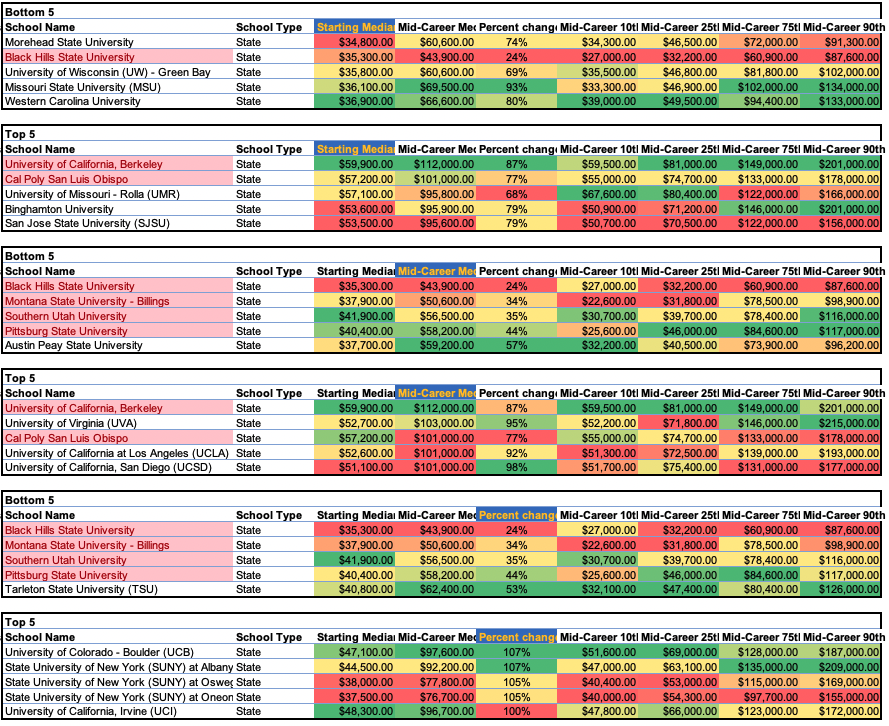 Bottom 5
School Name School Type Starting Median Mid-Career Med Percent change Mid-Career 10tl Mid-Career 25tl Mid-Career 75tl Mid-Career 90th
Morehead State University State $34,800.00 $60,600.00 74% $34,300.00 $46,500.00 $72,000.00 $91,300.00
Black Hills State University State $35,300.00 $43,900.00 24% $27,000.00 $32,200.00 $60,900.00 $87,600.00
University of Wisconsin (UW) - Green Bay State $35,800.00 $60,600.00 69% $35,500.00 $46,800.00 $81,800.00 $102,000.00
Missouri State University (MSU) State $36,100.00 $69,500.00 93% $33,300.00 $46,900.00 $102,000.00 $134,000.00
Western Carolina University State $36,900.00 $66,600.00 80% $39,000.00 $49,500.00 $94,400.00 $133,000.00
Top 5
School Name School Type Starting Median Mid-Career Med Percent change Mid-Career 10tl Mid-Career 25tl Mid-Career 75tl Mid-Career 90th
University of California, Berkeley State $59,900.00 $112,000.00 87% $59,500.00 $81,000.00 $149,000.00 $201,000.00
Cal Poly San Luis Obispo State $57,200.00 $101,000.00 77% $55,000.00 $74,700.00 $133,000.00 $178,000.00
University of Missouri - Rolla (UMR) State $57,100.00 $95,800.00 68% $67,600.00 $80,400.00 $122,000.00 $166,000.00
Binghamton University State $53,600.00 $95,900.00 79% $50,900.00 $71,200.00 $146,000.00 $201,000.00
San Jose State University (SJSU) State $53,500.00 $95,600.00 79% $50,700.00 $70,500.00 $122,000.00 $156,000.00
Bottom 5
School Name School Type Starting Median Mid-Career Med Percent change Mid-Career 10tl Mid-Career 25tl Mid-Career 75tl Mid-Career 90th
Black Hills State University State $35,300.00 $43,900.00 24% $27,000.00 $32,200.00 $60,900.00 $87,600.00
Montana State University - Billings State $37,900.00 $50,600.00 34% $22,600.00 $31,800.00 $78,500.00 $98,900.00
Southern Utah University State $41,900.00 $56,500.00 35% $30,700.00 $39,700.00 $78,400.00 $116,000.00
Pittsburg State University State $40,400.00 $58,200.00 44% $25,600.00 $46,000.00 $84,600.00 $117,000.00
Austin Peay State University State $37,700.00 $59,200.00 57% $32,200.00 $40,500.00 $73,900.00 $96,200.00
Top 5
School Name School Type Starting Median Mid-Career Med Percent change Mid-Career 10tl Mid-Career 25tl Mid-Career 75tl Mid-Career 90th
University of California, Berkeley State $59,900.00 $112,000.00 87% $59,500.00 $81,000.00 $149,000.00 $201,000.00
University of Virginia (UVA) State $52,700.00 $103,000.00 95% $52,200.00 $71,800.00 $146,000.00 $215,000.00
Cal Poly San Luis Obispo State $57,200.00 $101,000.00 77% $55,000.00 $74,700.00 $133,000.00 $178,000.00
University of California at Los Angeles (UCLA) State $52,600.00 $101,000.00 92% $51,300.00 $72,500.00 $139,000.00 $193,000.00
University of California, San Diego (UCSD) State $51,100.00 $101,000.00 98% $51,700.00 $75,400.00 $131,000.00 $177,000.00
Bottom 5
School Name School Type Starting Median Mid-Career Med Percent change Mid-Career 10tl Mid-Career 25tl Mid-Career 75tl Mid-Career 90th
Black Hills State University State $35,300.00 $43,900.00 24% $27,000.00 $32,200.00 $60,900.00 $87,600.00
Montana State University - Billings State $37,900.00 $50,600.00 34% $22,600.00 $31,800.00 $78,500.00 $98,900.00
Southern Utah University State $41,900.00 $56,500.00 35% $30,700.00 $39,700.00 $78,400.00 $116,000.00
Pittsburg State University State $40,400.00 $58,200.00 44% $25,600.00 $46,000.00 $84,600.00 $117,000.00
Tarleton State University (TSU) State $40,800.00 $62,400.00 53% $32,100.00 $47,400.00 $80,400.00 $126,000.00
Top 5
School Name School Type Starting Median Mid-Career Med Percent change Mid-Career 10tl Mid-Career 25tl Mid-Career 75tl Mid-Career 90th
University of Colorado - Boulder (UCB) State $47,100.00 $97,600.00 107% $51,600.00 $69,000.00 $128,000.00 $187,000.00
State University of New York (SUNY) at Albany State $44,500.00 $92,200.00 107% $47,000.00 $63,100.00 $135,000.00 $209,000.00
State University of New York (SUNY) at Osweg State $38,000.00 $77,800.00 105% $40,400.00 $53,000.00 $115,000.00 $169,000.00
State University of New York (SUNY) at Oneon State $37,500.00 $76,700.00 105% $40,000.00 $54,300.00 $97,700.00 $155,000.00
University of California, Irvine (UCI) State $48,300.00 $96,700.00 100% $47,800.00 $66,000.00 $123,000.00 $172,000.00